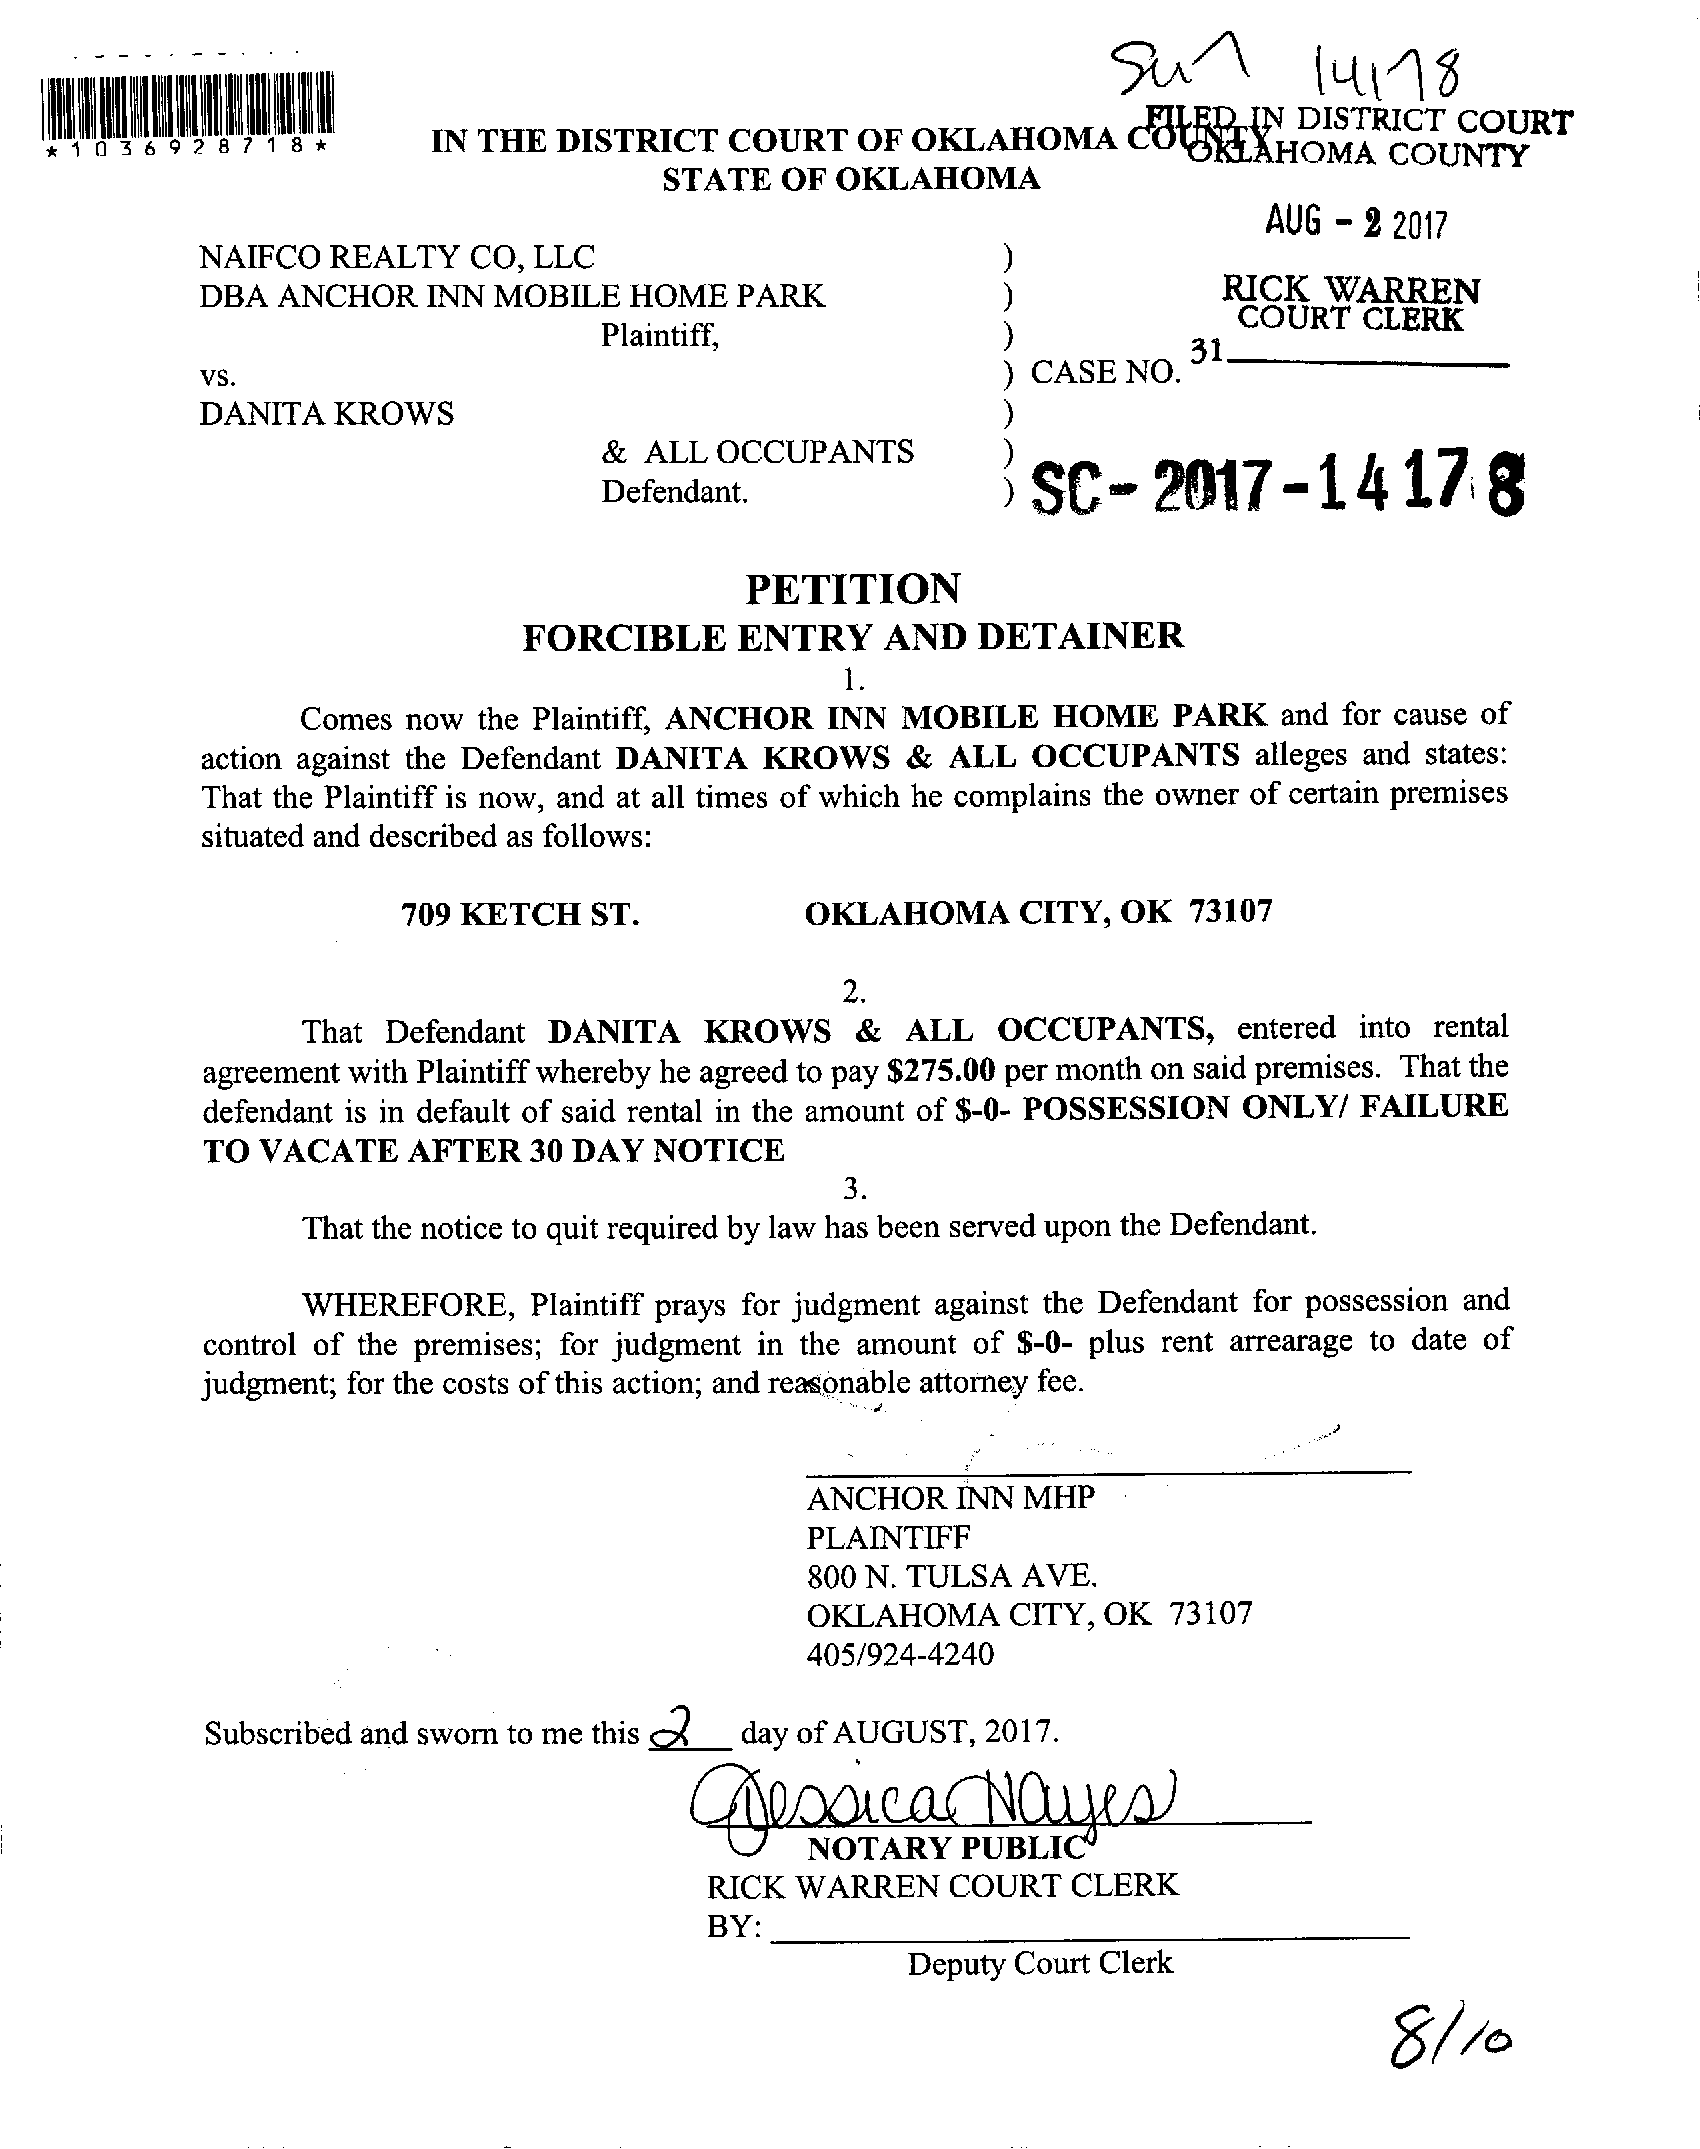 14178
FILED IN DISTRICT COURT
OKLAHOMA COUNTY
*1036928718*
IN THE DISTRICT COURT OF OKLAHOMA COUNTY
STATE OF OKLAHOMA
AUG - 2 2017
NAIFCO REALTY CO, LLC )
DBA ANCHOR INN MOBILE HOME PARK )
RICK WARREN
COURT CLERK
Plaintiff, )
31
vs. ) CASE NO.
DANITA KROWS )
& ALL OCCUPANTS )
Defendant. ) SC-2017-14178
PETITION
FORCIBLE ENTRY AND DETAINER
1.
Comes now the Plaintiff, ANCHOR INN MOBILE HOME PARK and for cause of
action against the Defendant DANITA KROWS & ALL OCCUPANTS alleges and states:
That the Plaintiff is now, and at all times of which he complains the owner of certain premises
situated and described as follows:
709 KETCH ST. OKLAHOMA CITY, OK 73107
2.
That Defendant DANITA KROWS & ALL OCCUPANTS, entered into rental
agreement with Plaintiff whereby he agreed to pay $275.00 per month on said premises. That the
defendant is in default of said rental in the amount of $-0- POSSESSION ONLY/ FAILURE
TO VACATE AFTER 30 DAY NOTICE
3.
That the notice to quit required by law has been served upon the Defendant.
WHEREFORE, Plaintiff prays for judgment against the Defendant for possession and
control of the premises; for judgment in the amount of $-0- plus rent arrearage to date of
judgment; for the costs of this action; and reasonable attorney fee.
ANCHOR INN MHP
PLAINTIFF
800 N. TULSA AVE.
OKLAHOMA CITY, OK 73107
405/924-4240
Subscribed and sworn to me this 2 day of AUGUST, 2017.
Jessica Hayes
NOTARY PUBLIC
RICK WARREN COURT CLERK
BY:
Deputy Court Clerk
8/10